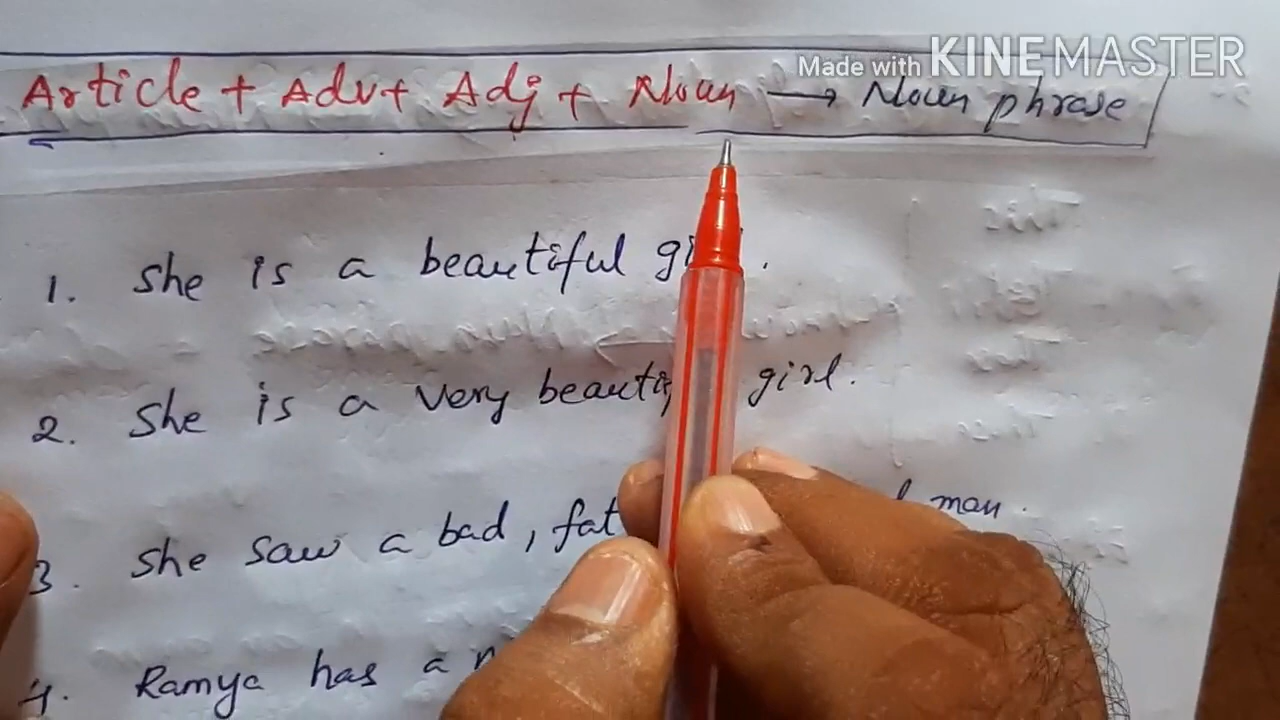 Made with KINEMASTER
Article + Adv + Adj + Noun → Noun phrase
1. She is a beautiful
2. She is a very girl.
3. She saw a bad, fat man.
4. Ramya has a